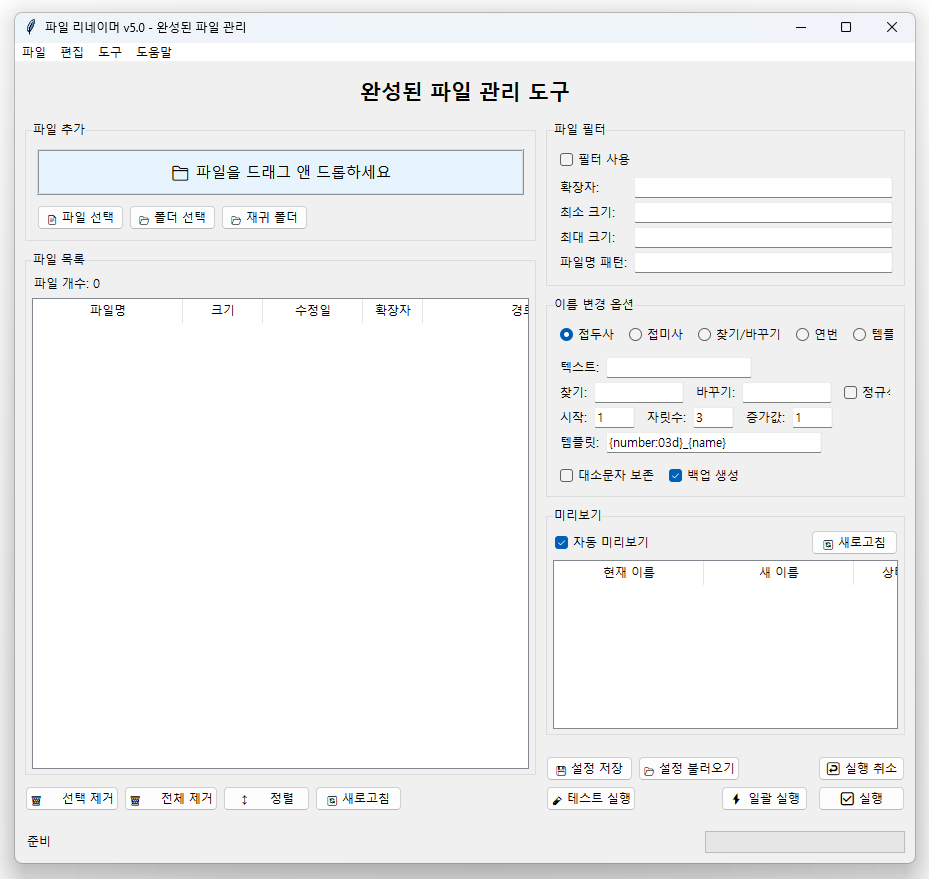 파일 리네이머 v5.0 - 완성된 파일 관리
파일 편집 도구 도움말
완성된 파일 관리 도구
파일 추가
파일을 드래그 앤 드롭하세요
파일 선택 폴더 선택 재귀 폴더
파일 목록
파일 개수: 0
파일명 크기 수정일 확장자
선택 제거 전체 제거 정렬 새로고침
준비
파일 필터
필터 사용
확장자:
최소 크기:
최대 크기:
파일명 패턴:
이름 변경 옵션
접두사 접미사 찾기/바꾸기 연번 템플
텍스트:
찾기: 바꾸기:
시작: 1 자릿수: 3 증가값: 1
템플릿: {number:03d}_{name}
대소문자 보존 백업 생성
미리보기
자동 미리보기 새로고침
현재 이름 새 이름
설정 저장 설정 불러오기 실행 취소
테스트 실행 일괄 실행 실행